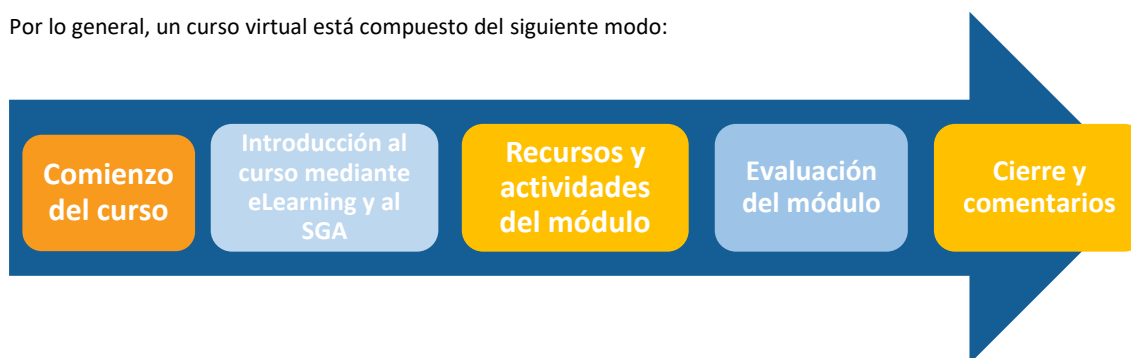 Por lo general, un curso virtual está compuesto del siguiente modo:
Comienzo
del curso
Introducción al
curso mediante
eLearning y al
SGA
Recursos y
actividades
del módulo
Evaluación
del módulo
Cierre y
comentarios